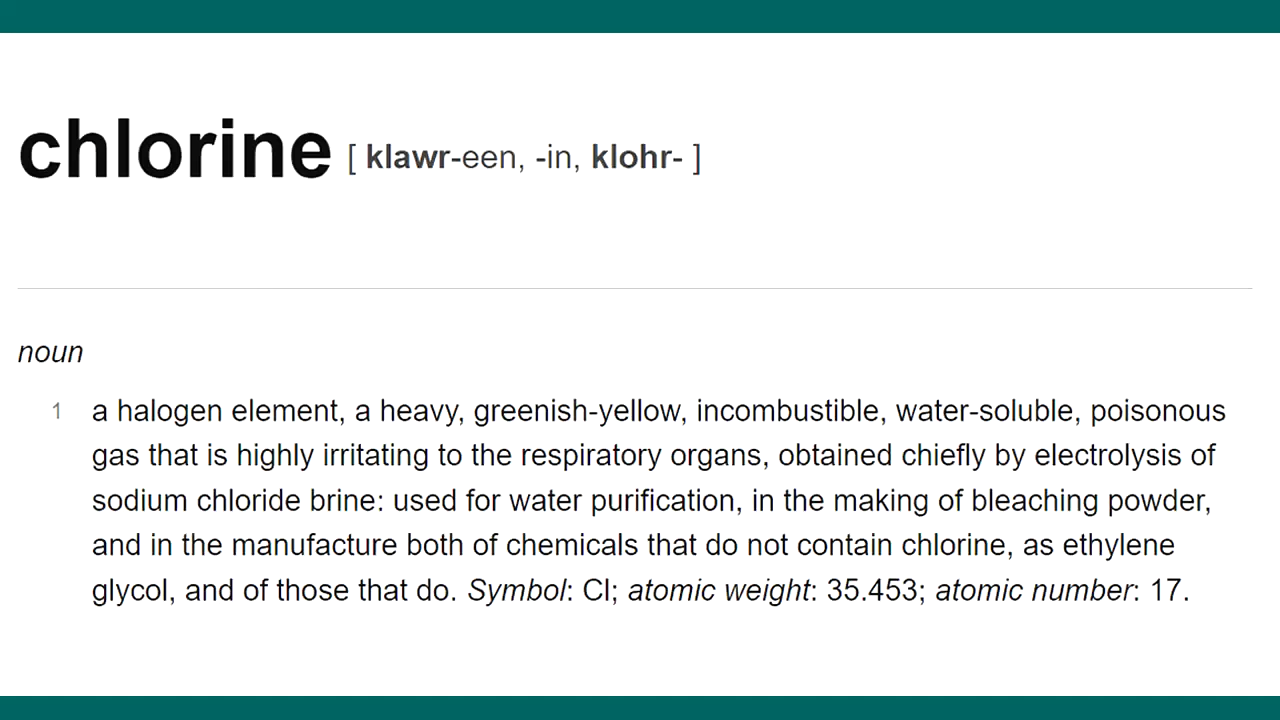 chlorine [ klawr-een, -in, klohr- ]
noun
1 a halogen element, a heavy, greenish-yellow, incombustible, water-soluble, poisonous
gas that is highly irritating to the respiratory organs, obtained chiefly by electrolysis of
sodium chloride brine: used for water purification, in the making of bleaching powder,
and in the manufacture both of chemicals that do not contain chlorine, as ethylene
glycol, and of those that do. Symbol: Cl; atomic weight: 35.453; atomic number: 17.